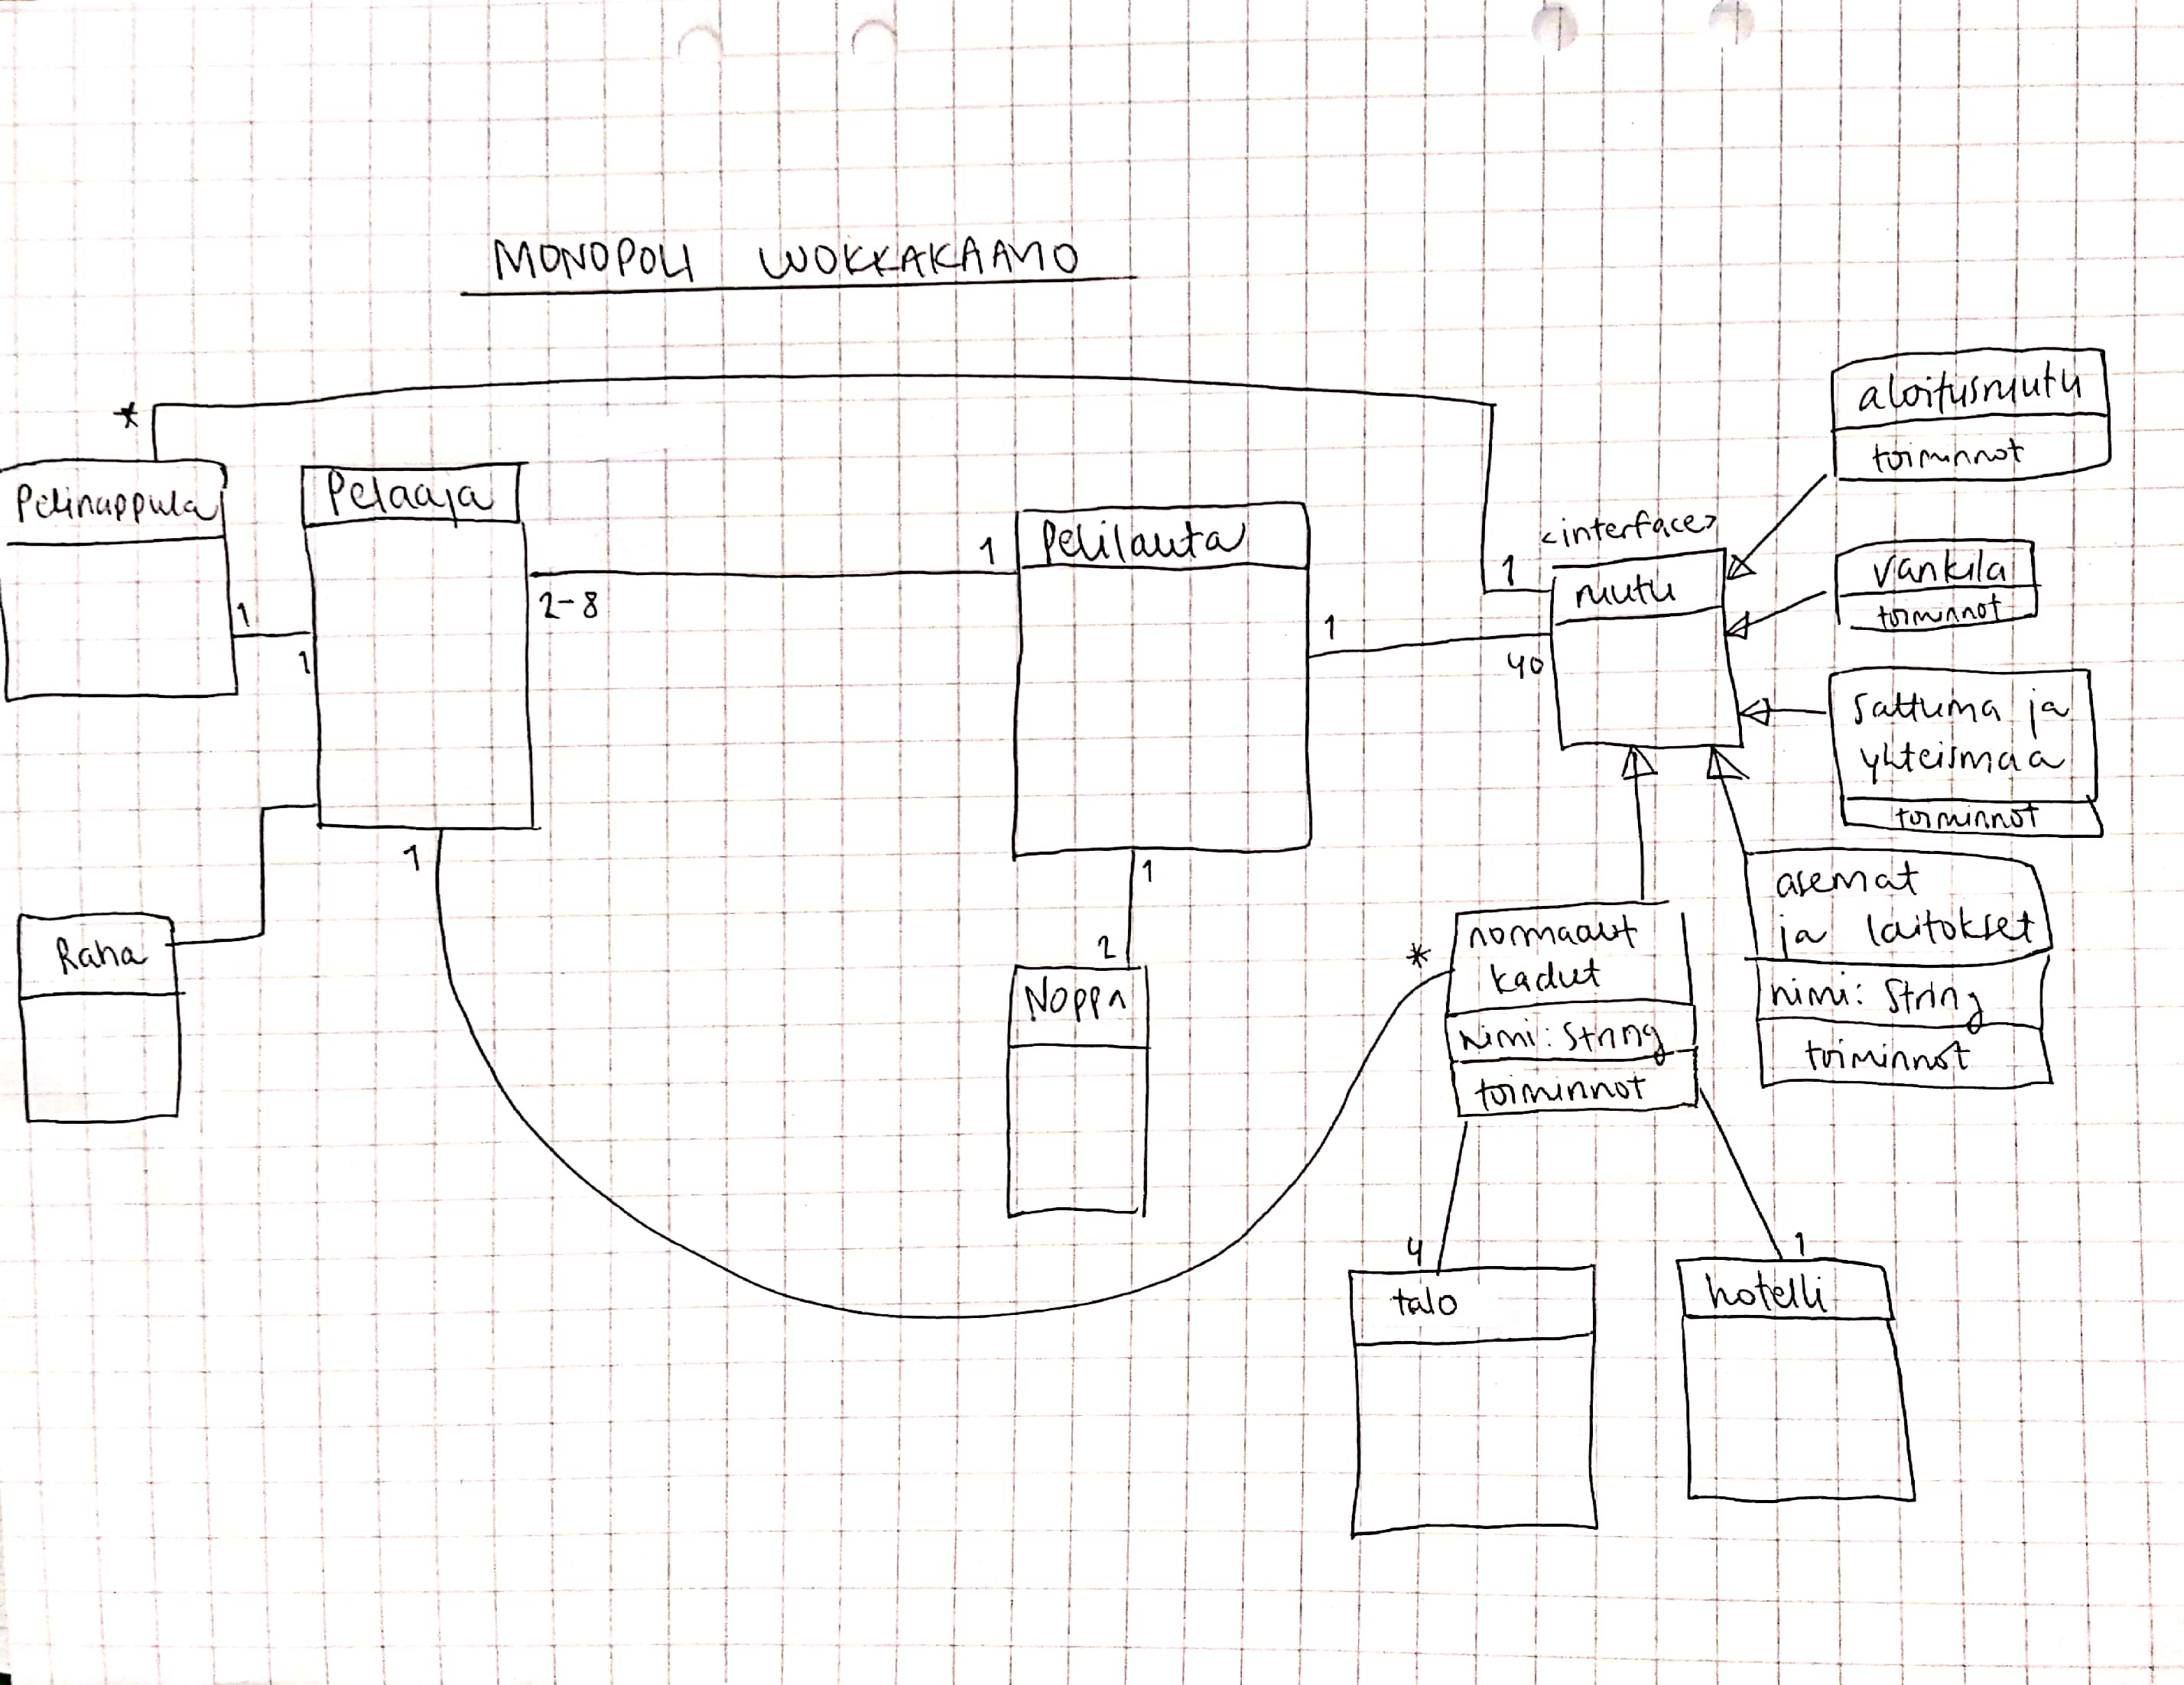 MONOPOLI WOKKAKAAMO
*
aloitusruutu
toiminnot
Pelinappula
Pelaaja
1
Pelilauta
<interface>
1
ruutu
vankila
toiminnot
2-8
1
1
1
40
sattuma ja
yhteismaa
toiminnot
1
1
asemat
ja laitokset
nimi: String
toiminnot
Raha
2
Noppa
*
normaalit
kadut
Nimi: String
toiminnot
4
talo
1
hotelli